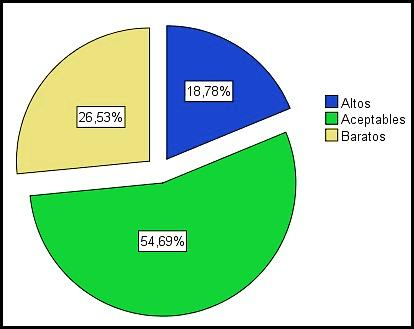 18,78%
26,53%
54,69%
Altos
Aceptables
Baratos